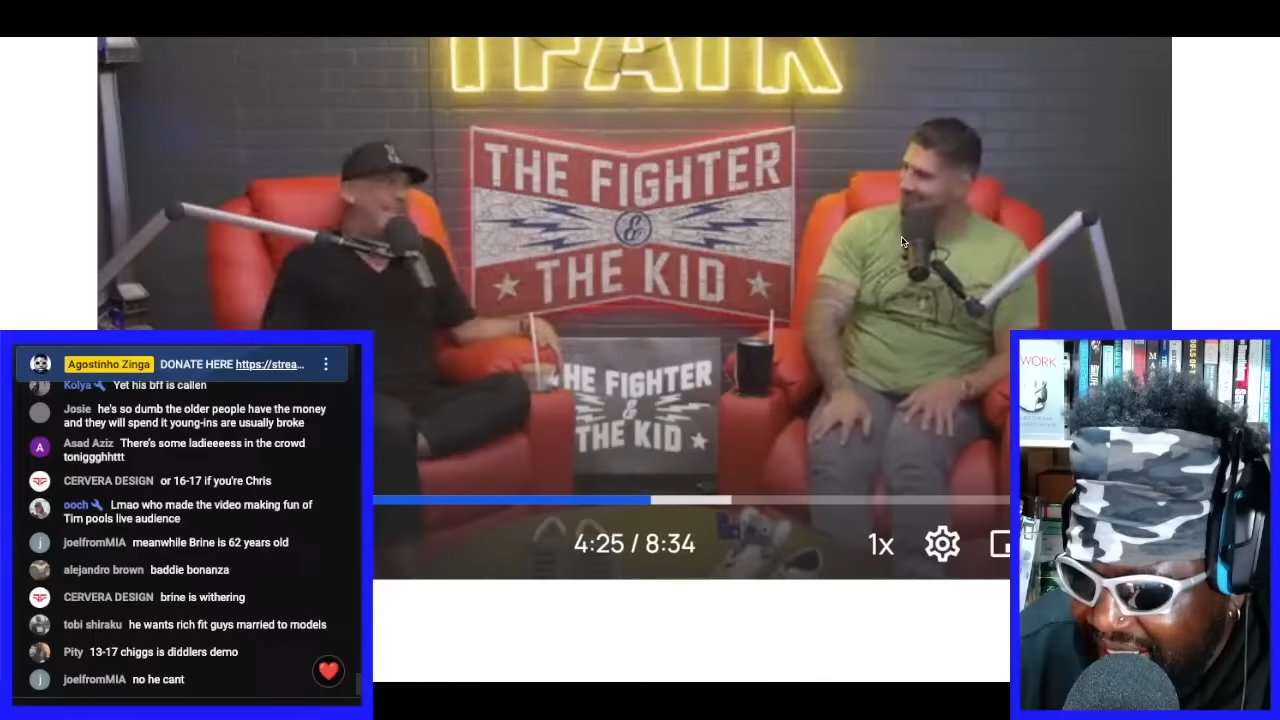 TFATK
THE FIGHTER
&
THE KID
HE FIGHTER
&
THE KID
4:25 / 8:34
1x
Agostinho Zinga DONATE HERE https://strea...
Kolya Yet his bff is callen
Josie he's so dumb the older people have the money
and they will spend it young-ins are usually broke
A
Asad Aziz There's some ladieeeess in the crowd
toniggghhttt
CERVERA DESIGN or 16-17 if you're Chris
ooch Lmao who made the video making fun of
Tim pools live audience
j
joelfromMIA meanwhile Brine is 62 years old
alejandro brown baddie bonanza
CERVERA DESIGN brine is withering
tobi shiraku he wants rich fit guys married to models
Pity 13-17 chiggs is diddlers demo
j
joelfromMIA no he cant
WORK